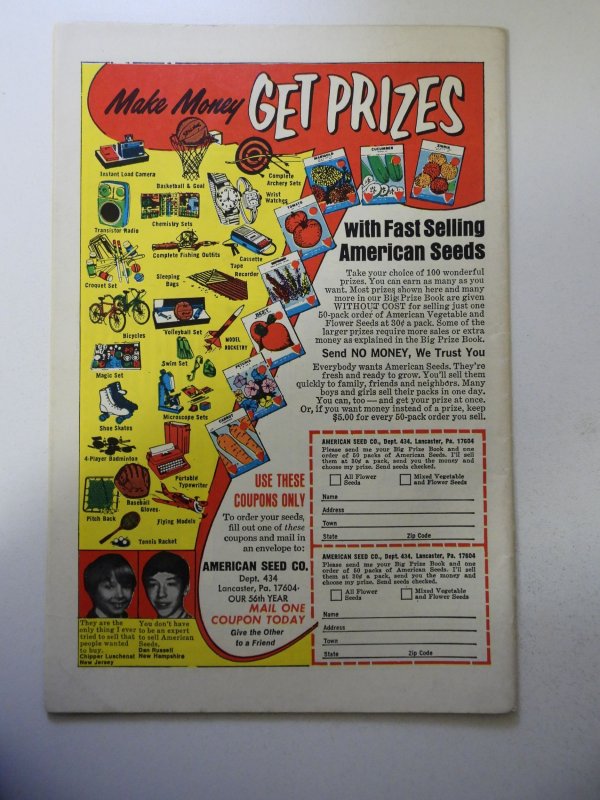 Make Money GET PRIZES
Instant Load Camera
Basketball & Goal
Complete
Archery Sets
Wrist
Watches
Transistor Radio
Chemistry Sets
Complete Fishing Outfits
Cassette
Tape
Recorder
Croquet Set
Sleeping
Bags
Bicycles
Volleyball Set
MODEL
ROCKETRY
Magic Set
Swim Set
Shoe Skates
Microscope Sets
4-Player Badminton
Portable
Typewriter
Baseball
Gloves
Pitch Back
Flying Models
Tennis Racket
MARIGOLD
CUCUMBER
ZINNIA
TOMATO
BEET
CARROT
with Fast Selling
American Seeds
Take your choice of 100 wonderful
prizes. You can earn as many as you
want. Most prizes shown here and many
more in our Big Prize Book are given
WITHOUT COST for selling just one
50-pack order of American Vegetable and
Flower Seeds at 30¢ a pack. Some of the
larger prizes require more sales or extra
money as explained in the Big Prize Book.
Send NO MONEY, We Trust You
Everybody wants American Seeds. They're
fresh and ready to grow. You'll sell them
quickly to family, friends and neighbors. Many
boys and girls sell their packs in one day.
You can, too — and get your prize at once.
Or, if you want money instead of a prize, keep
$5.00 for every 50-pack order you sell.
USE THESE
COUPONS ONLY
To order your seeds,
fill out one of these
coupons and mail in
an envelope to:
AMERICAN SEED CO.
Dept. 434
Lancaster, Pa. 17604
OUR 56th YEAR
MAIL ONE
COUPON TODAY
Give the Other
to a Friend
AMERICAN SEED CO., Dept. 434, Lancaster, Pa. 17604
Please send me your Big Prize Book and one
order of 50 packs of American Seeds. I'll sell
them at 30¢ a pack, send you the money and
choose my prize. Send seeds checked.
All Flower
Seeds
Mixed Vegetable
and Flower Seeds
Name
Address
Town
State Zip Code
AMERICAN SEED CO., Dept. 434, Lancaster, Pa. 17604
Please send me your Big Prize Book and one
order of 50 packs of American Seeds. I'll sell
them at 30¢ a pack, send you the money and
choose my prize. Send seeds checked.
All Flower
Seeds
Mixed Vegetable
and Flower Seeds
Name
Address
Town
State Zip Code
They are the
only thing I ever
tried to sell that
people wanted
to buy.
Chipper Luschenat
New Jersey
You don't have
to be an expert
to sell American
Seeds.
Dan Russell
New Hampshire